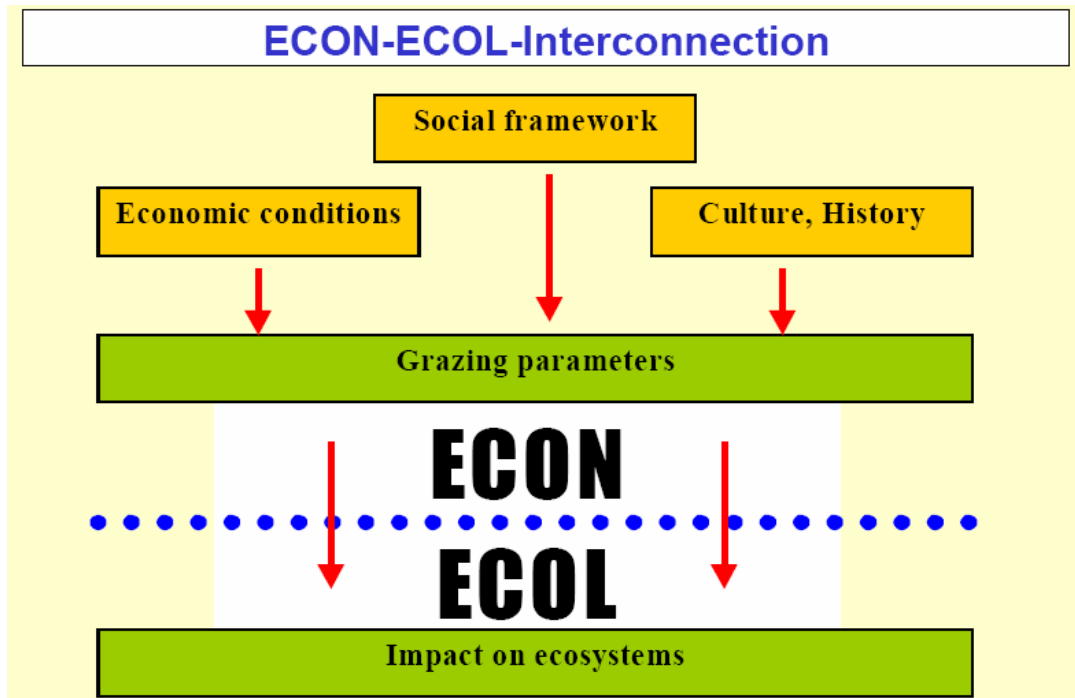 ECON-ECOL-Interconnection
Social framework
Economic conditions
Culture, History
Grazing parameters
ECON
ECOL
Impact on ecosystems